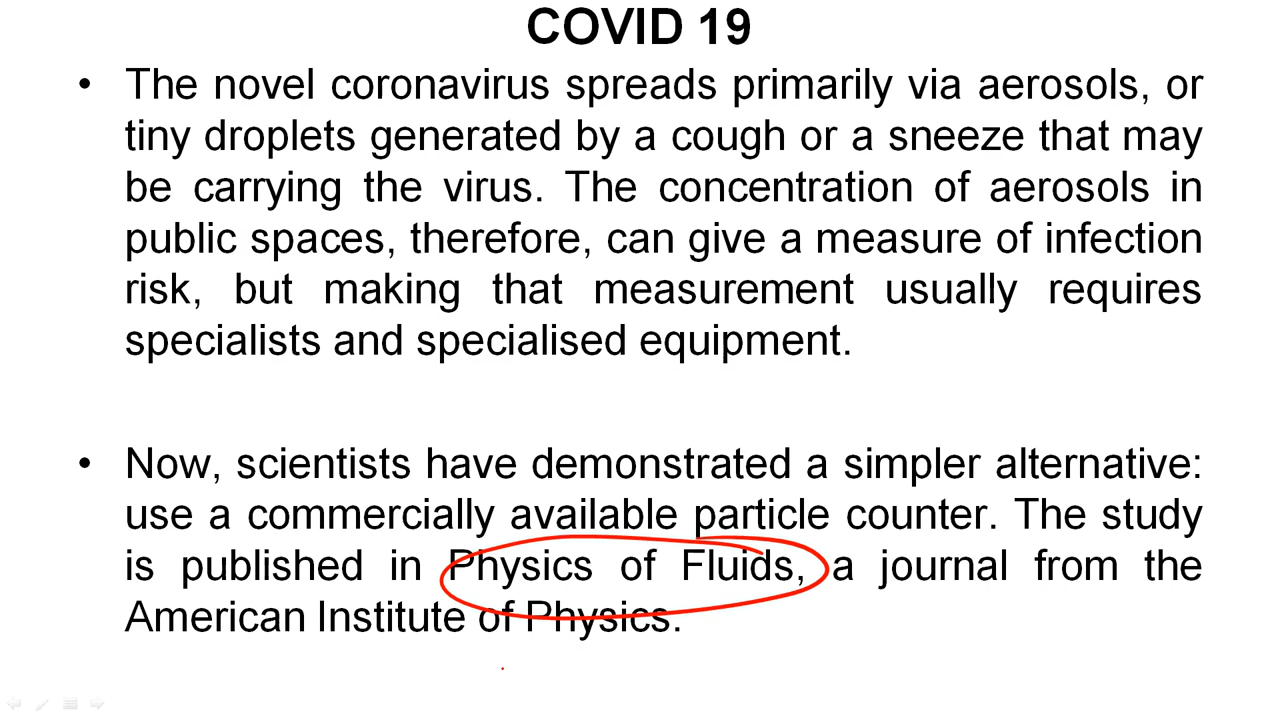 COVID 19
• The novel coronavirus spreads primarily via aerosols, or
tiny droplets generated by a cough or a sneeze that may
be carrying the virus. The concentration of aerosols in
public spaces, therefore, can give a measure of infection
risk, but making that measurement usually requires
specialists and specialised equipment.
• Now, scientists have demonstrated a simpler alternative:
use a commercially available particle counter. The study
is published in Physics of Fluids, a journal from the
American Institute of Physics.